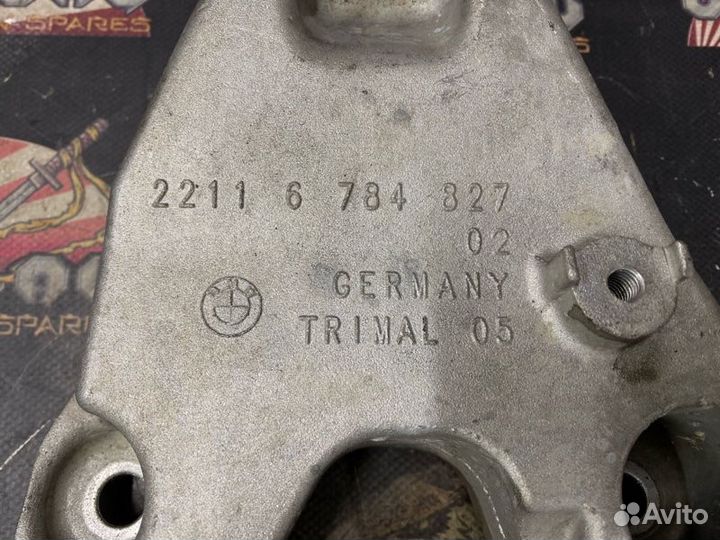 SPARES
2211 6 784 827
02
GERMANY
TRIMAL 05
SPARES
Avito